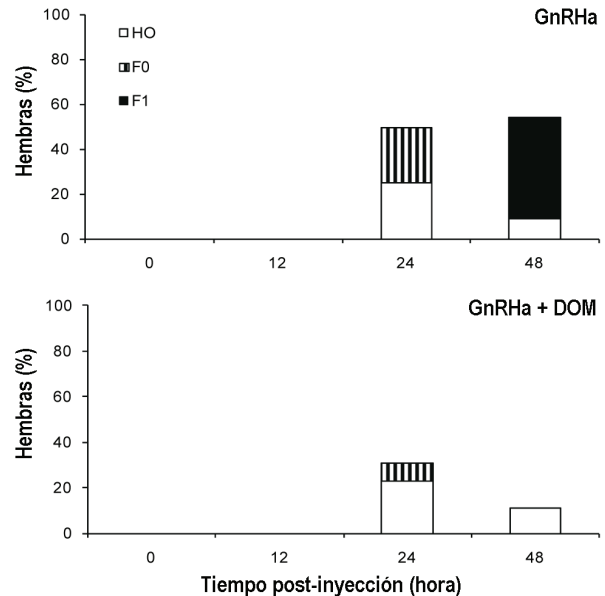 GnRHa
100
HO
80
F0
60
F1
40
20
0
Hembras (%)
0 12 24 48
GnRHa + DOM
100
80
60
40
20
0
Hembras (%)
0 12 24 48
Tiempo post-inyección (hora)